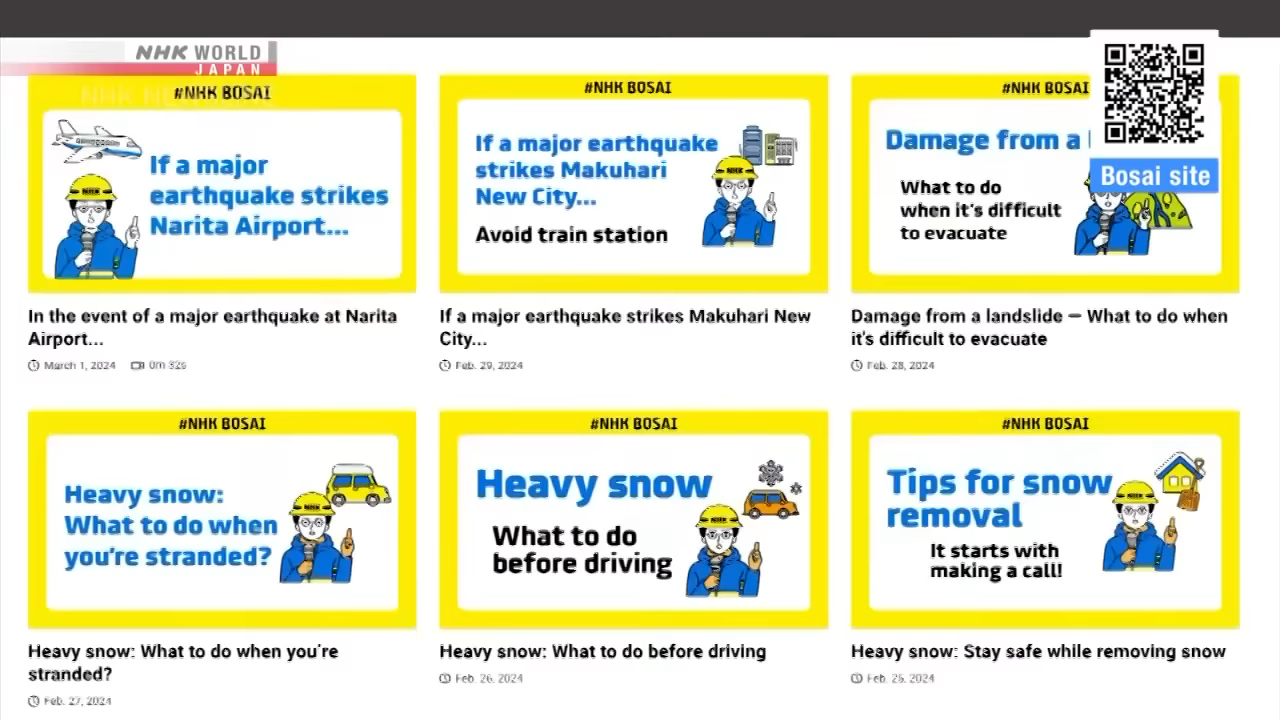 NHK WORLD
JAPAN
Bosai site
#NHK BOSAI
If a major
earthquake strikes
Narita Airport...
In the event of a major earthquake at Narita
Airport...
March 1, 2024 0m 32s
#NHK BOSAI
If a major earthquake
strikes Makuhari
New City...
Avoid train station
If a major earthquake strikes Makuhari New
City...
Feb. 29, 2024
#NHK BOSAI
Damage from a
What to do
when it's difficult
to evacuate
Damage from a landslide — What to do when
it's difficult to evacuate
Feb. 28, 2024
#NHK BOSAI
Heavy snow:
What to do when
you're stranded?
Heavy snow: What to do when you're
stranded?
Feb. 27, 2024
#NHK BOSAI
Heavy snow
What to do
before driving
Heavy snow: What to do before driving
Feb. 26, 2024
#NHK BOSAI
Tips for snow
removal
It starts with
making a call!
Heavy snow: Stay safe while removing snow
Feb. 25, 2024